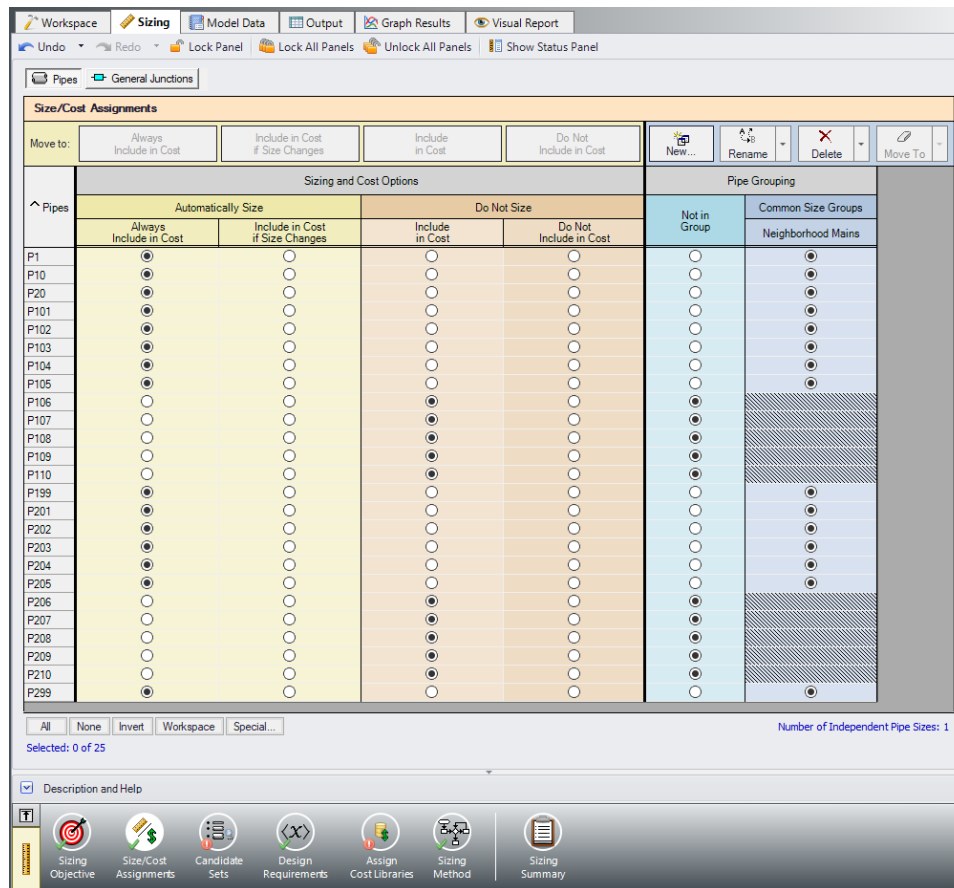 Workspace Sizing Model Data Output Graph Results Visual Report
Undo Redo Lock Panel Lock All Panels Unlock All Panels Show Status Panel
Pipes General Junctions
Size/Cost Assignments
Move to:
Always
Include in Cost
Include in Cost
if Size Changes
Include
in Cost
Do Not
Include in Cost
New...
Rename
Delete
Move To
Pipes
Sizing and Cost Options
Pipe Grouping
Automatically Size
Do Not Size
Not in
Group
Common Size Groups
Always
Include in Cost
Include in Cost
if Size Changes
Include
in Cost
Do Not
Include in Cost
Neighborhood Mains
P1
P10
P20
P101
P102
P103
P104
P105
P106
P107
P108
P109
P110
P199
P201
P202
P203
P204
P205
P206
P207
P208
P209
P210
P299
All None Invert Workspace Special...
Number of Independent Pipe Sizes: 1
Selected: 0 of 25
Description and Help
Sizing
Objective
Size/Cost
Assignments
Candidate
Sets
Design
Requirements
Assign
Cost Libraries
Sizing
Method
Sizing
Summary